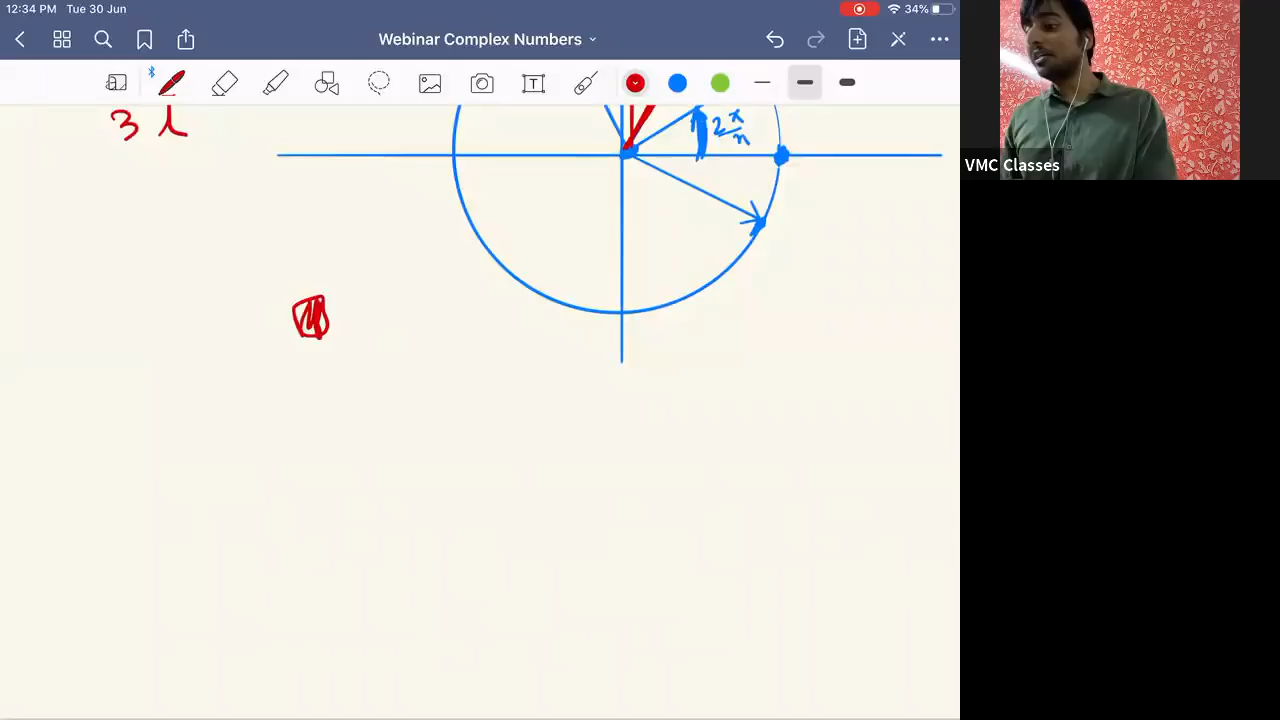 12:34 PM Tue 30 Jun
34%
Webinar Complex Numbers
T
VMC Classes
3
2π
n